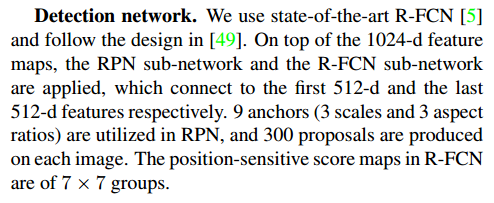 Detection network. We use state-of-the-art R-FCN [5]
and follow the design in [49]. On top of the 1024-d feature
maps, the RPN sub-network and the R-FCN sub-network
are applied, which connect to the first 512-d and the last
512-d features respectively. 9 anchors (3 scales and 3 aspect
ratios) are utilized in RPN, and 300 proposals are produced
on each image. The position-sensitive score maps in R-FCN
are of 7 × 7 groups.